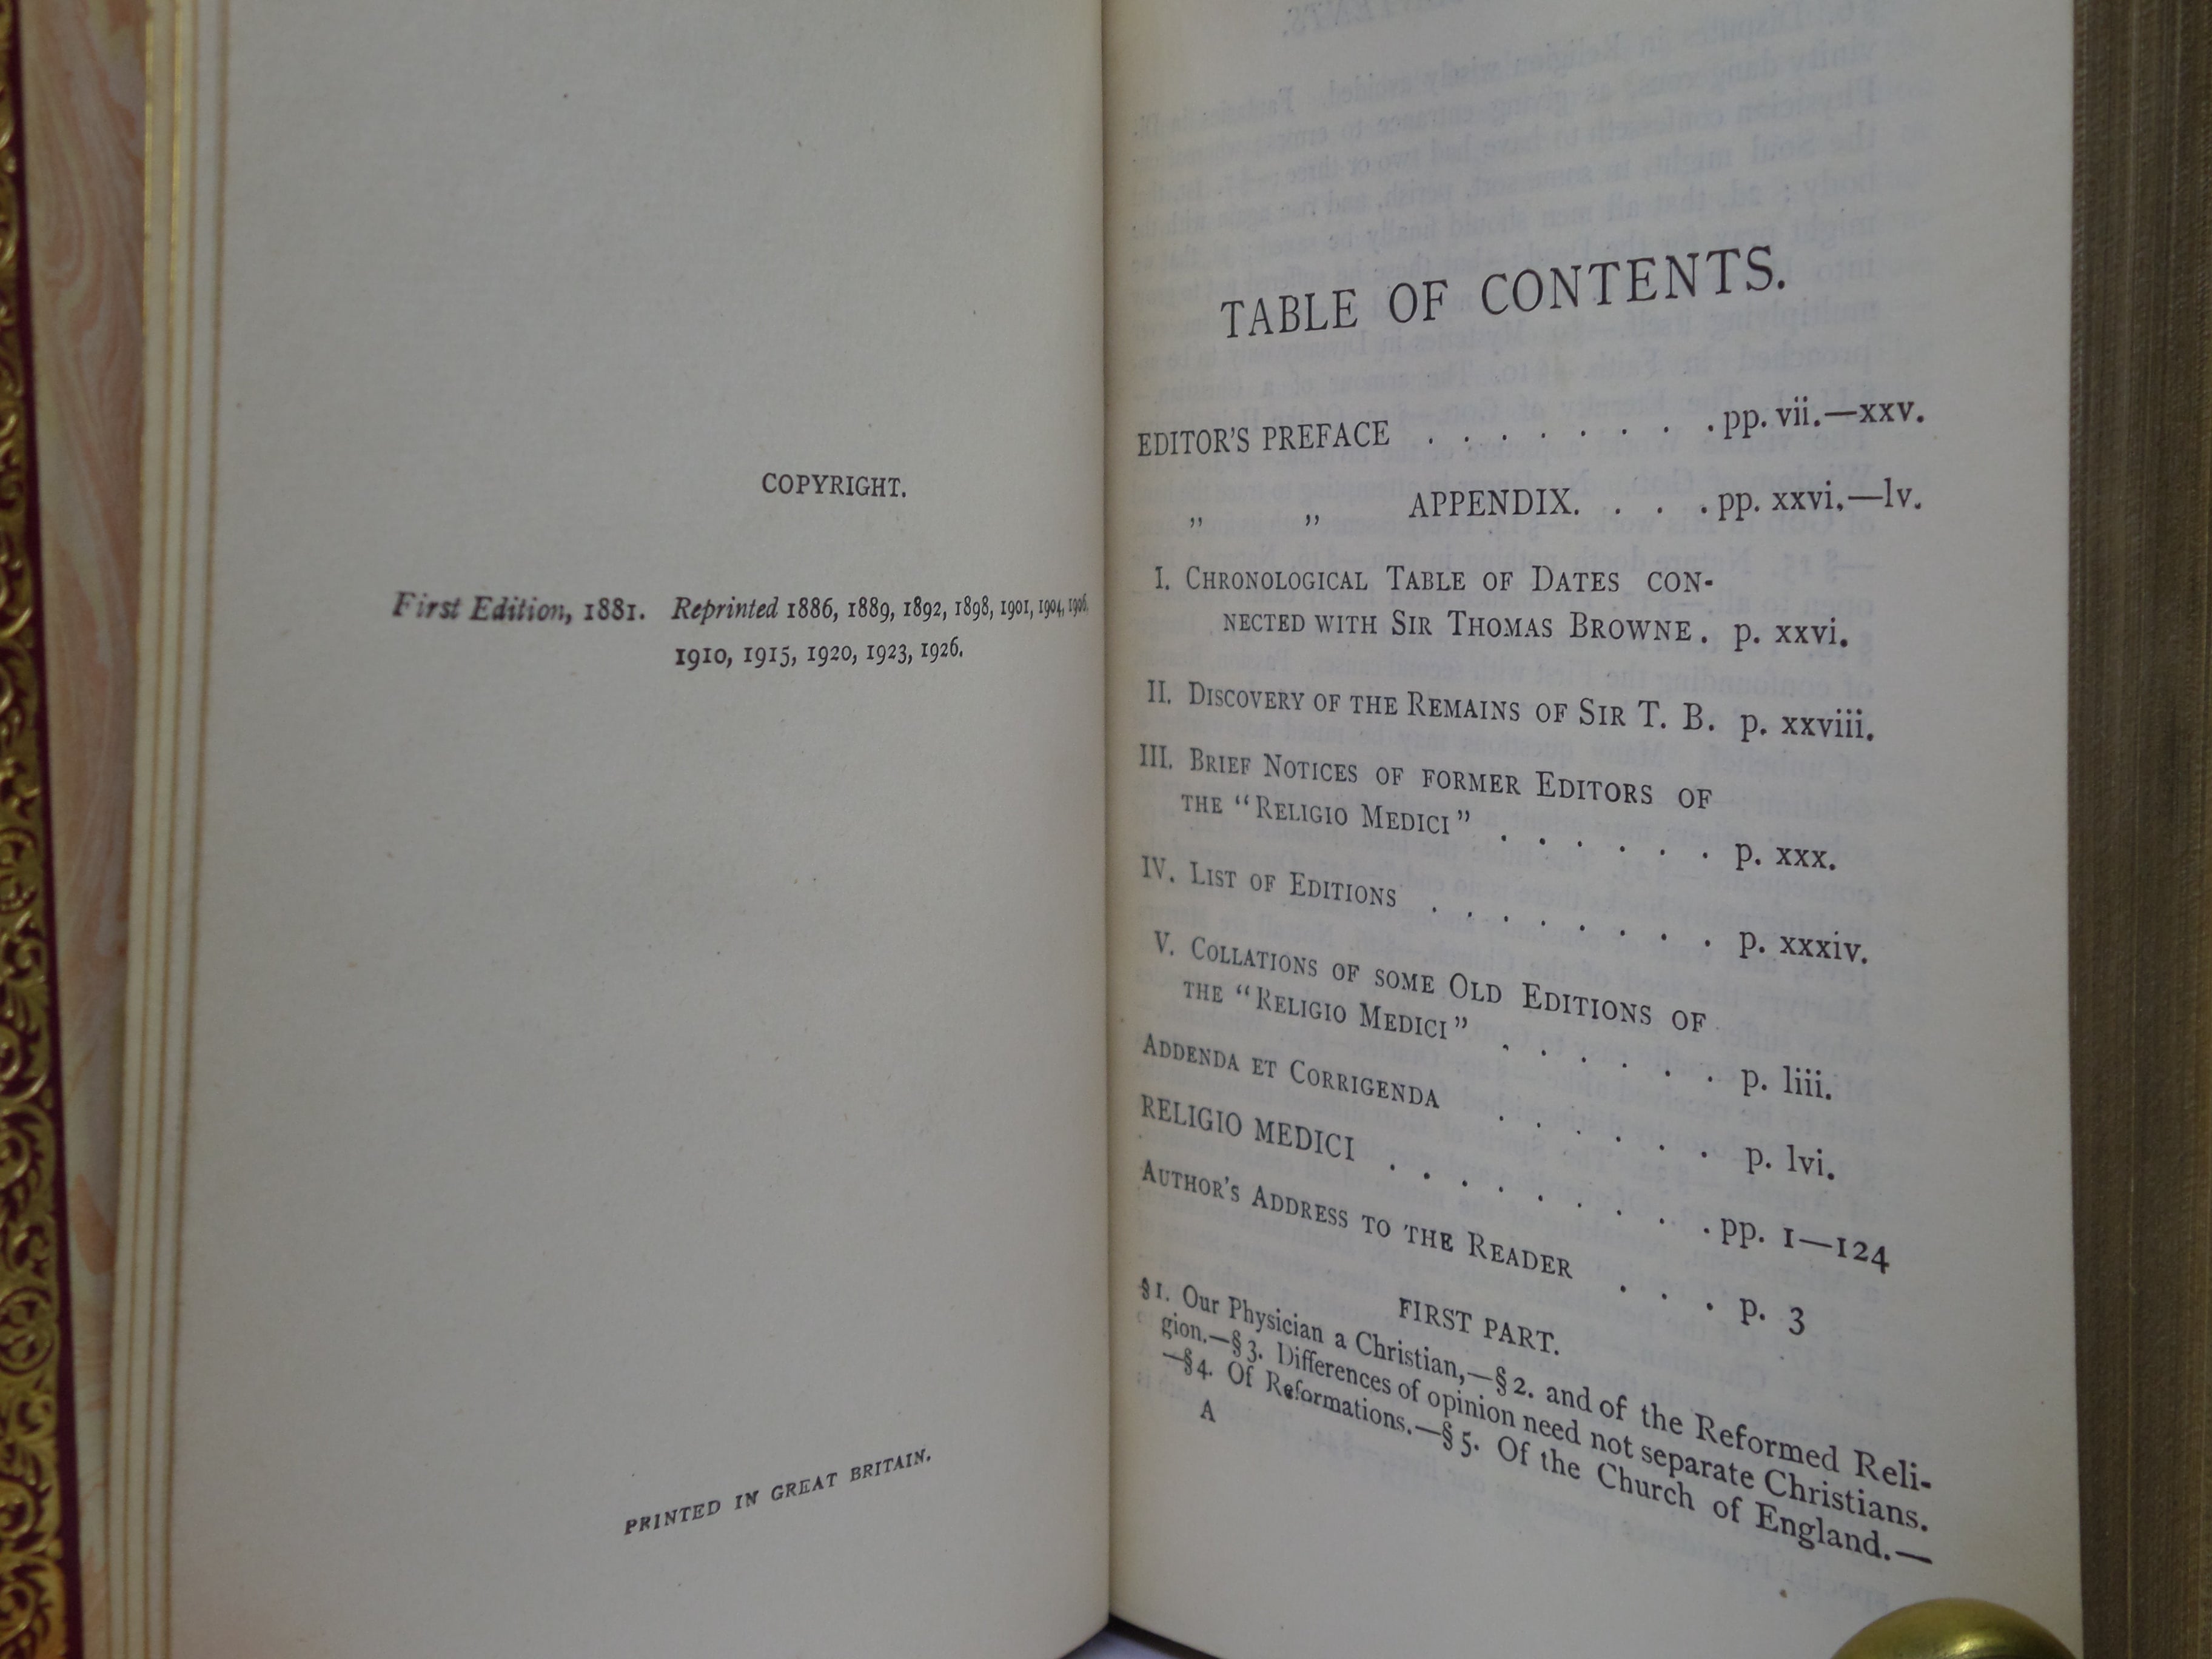 COPYRIGHT.
First Edition, 1881. Reprinted 1886, 1889, 1892, 1898, 1901, 1904, 1906,
1910, 1915, 1920, 1923, 1926.
PRINTED IN GREAT BRITAIN.
TABLE OF CONTENTS.
EDITOR'S PREFACE . . . . . . . . pp. vii.—xxv.
” ” APPENDIX. . . . pp. xxvi.—lv.
I. CHRONOLOGICAL TABLE OF DATES CON-
NECTED WITH SIR THOMAS BROWNE. p. xxvi.
II. DISCOVERY OF THE REMAINS OF SIR T. B. p. xxviii.
III. BRIEF NOTICES OF FORMER EDITORS OF
THE “RELIGIO MEDICI” . . . . . . p. xxx.
IV. LIST OF EDITIONS . . . . . . . . p. xxxiv.
V. COLLATIONS OF SOME OLD EDITIONS OF
THE “RELIGIO MEDICI” . . . . . . p. liii.
ADDENDA ET CORRIGENDA . . . . . . p. lvi.
RELIGIO MEDICI . . . . . . . . . pp. 1—124
AUTHOR'S ADDRESS TO THE READER . . . p. 3
FIRST PART.
§ 1. Our Physician a Christian,—§ 2. and of the Reformed Reli-
gion.—§ 3. Differences of opinion need not separate Christians.
—§ 4. Of Reformations.—§ 5. Of the Church of England.—
A